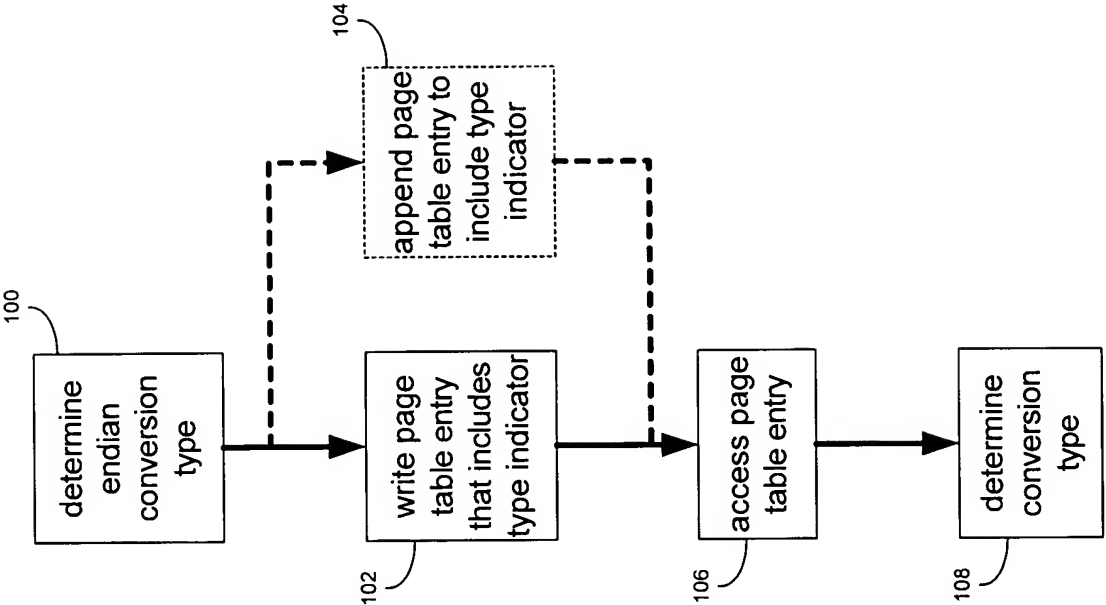 100
determine
endian
conversion
type
104
append page
table entry to
include type
indicator
102
write page
table entry
that includes
type indicator
106
access page
table entry
108
determine
conversion
type